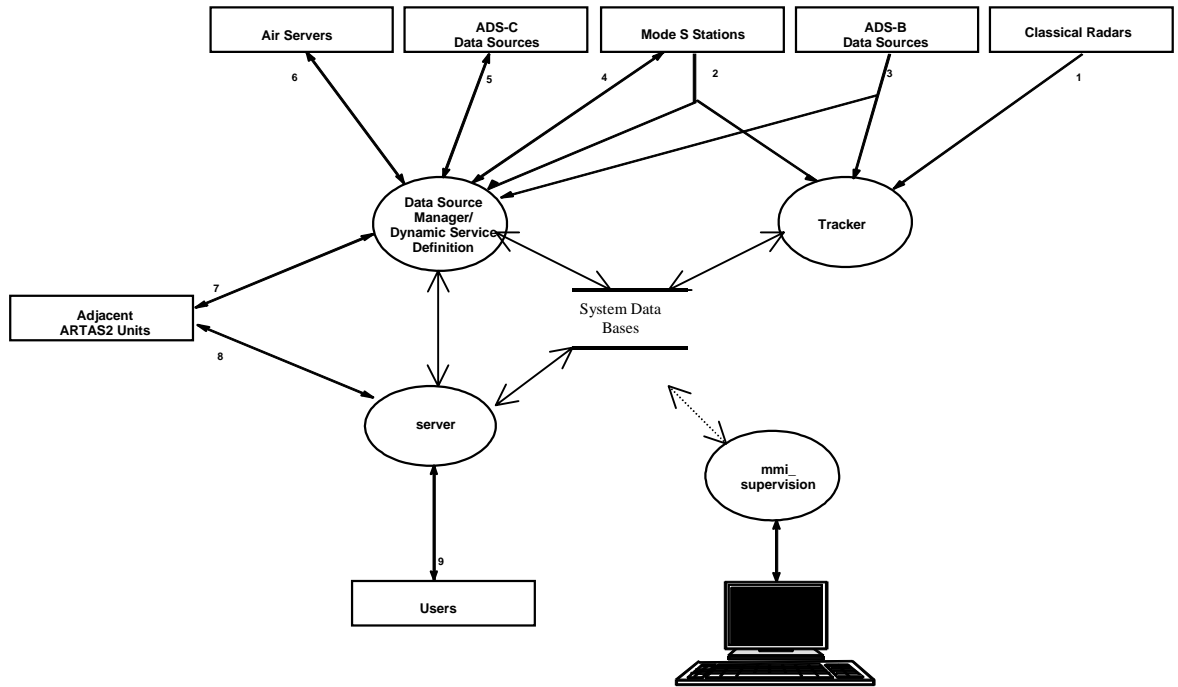 Air Servers
ADS-C
Data Sources
Mode S Stations
ADS-B
Data Sources
Classical Radars
6
5
4
2
3
1
Data Source
Manager/
Dynamic Service
Definition
Tracker
7
Adjacent
ARTAS2 Units
8
System Data
Bases
server
mmi_
supervision
9
Users